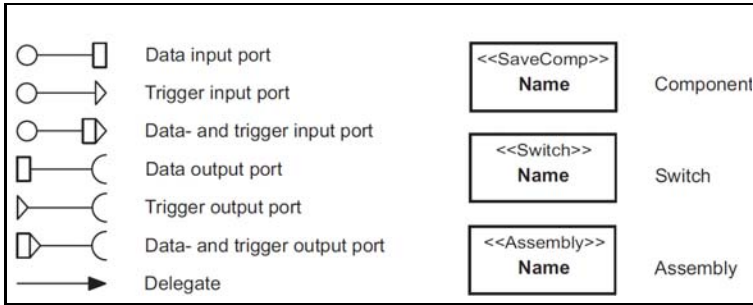 Data input port
Trigger input port
Data- and trigger input port
Data output port
Trigger output port
Data- and trigger output port
Delegate
<<SaveComp>>
Name
Component
<<Switch>>
Name
Switch
<<Assembly>>
Name
Assembly